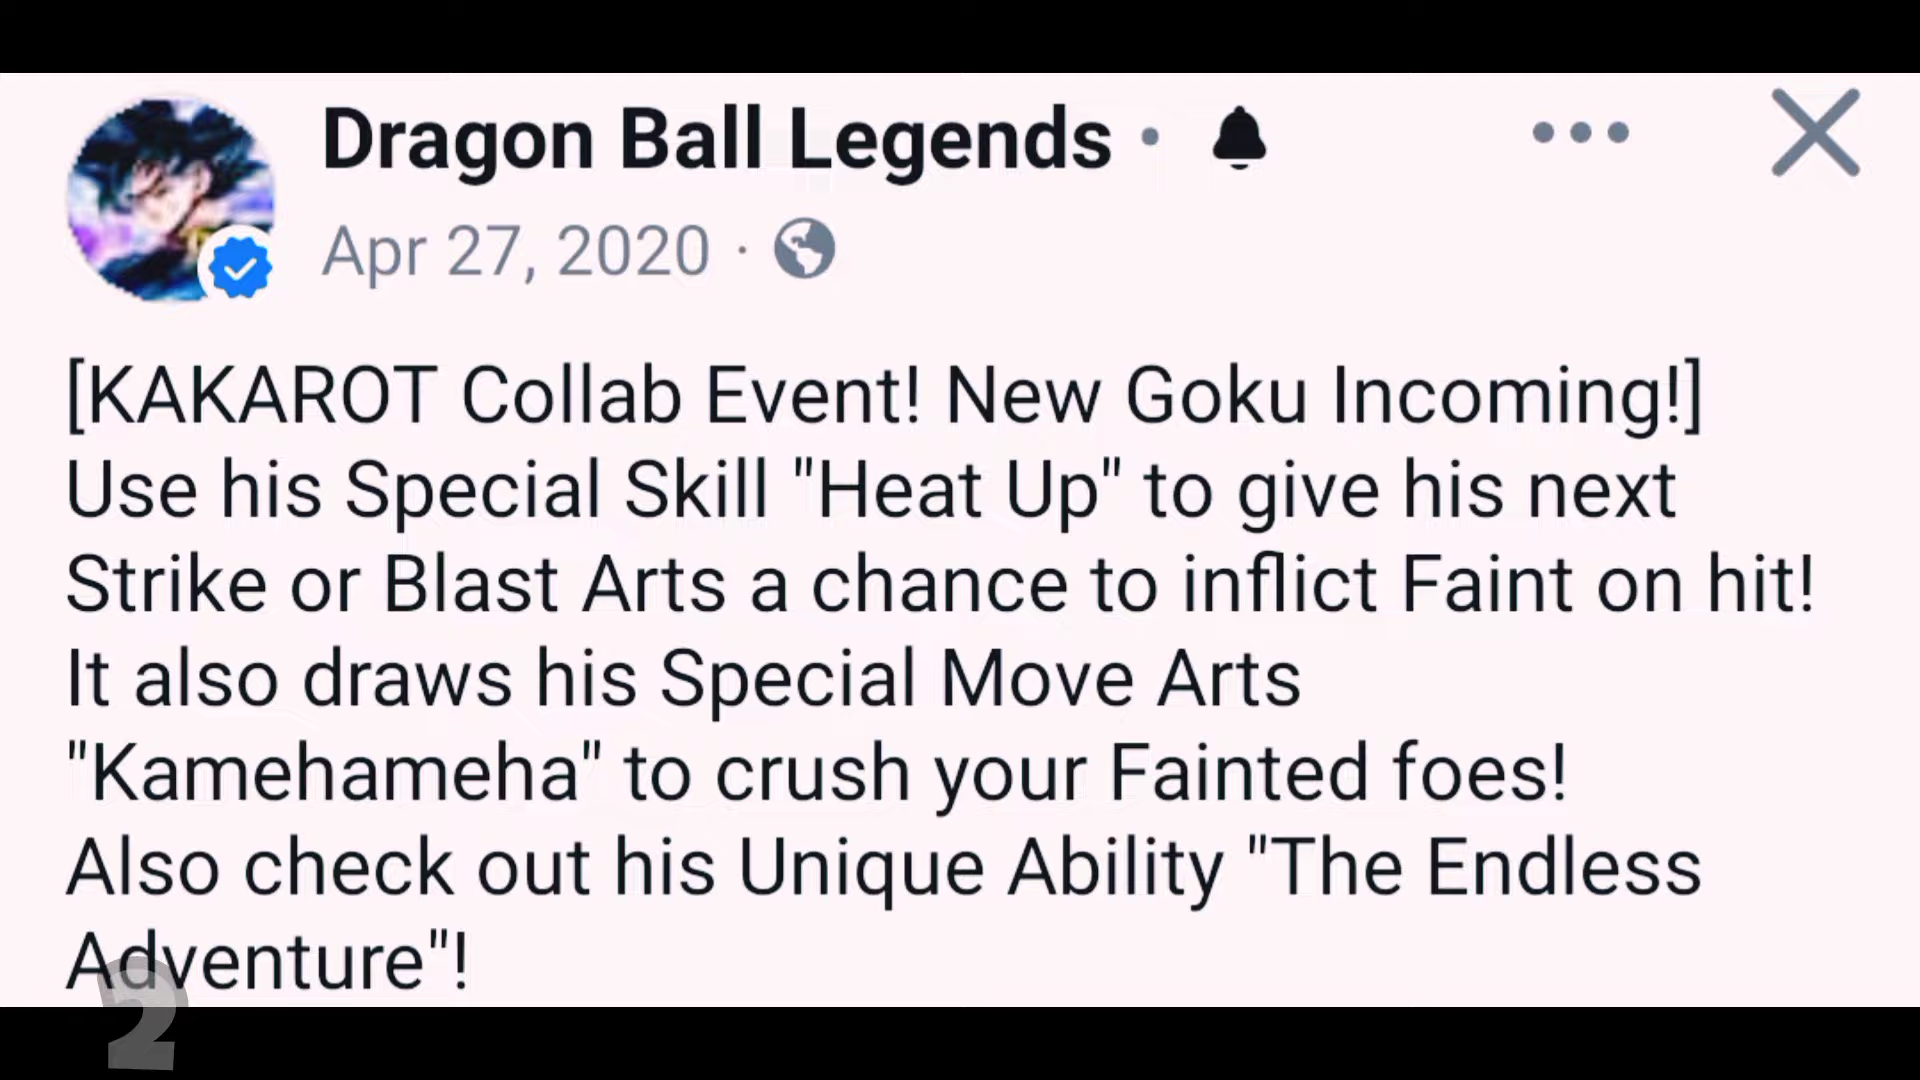 Dragon Ball Legends ·
Apr 27, 2020 ·
[KAKAROT Collab Event! New Goku Incoming!]
Use his Special Skill "Heat Up" to give his next
Strike or Blast Arts a chance to inflict Faint on hit!
It also draws his Special Move Arts
"Kamehameha" to crush your Fainted foes!
Also check out his Unique Ability "The Endless
Adventure"!
2